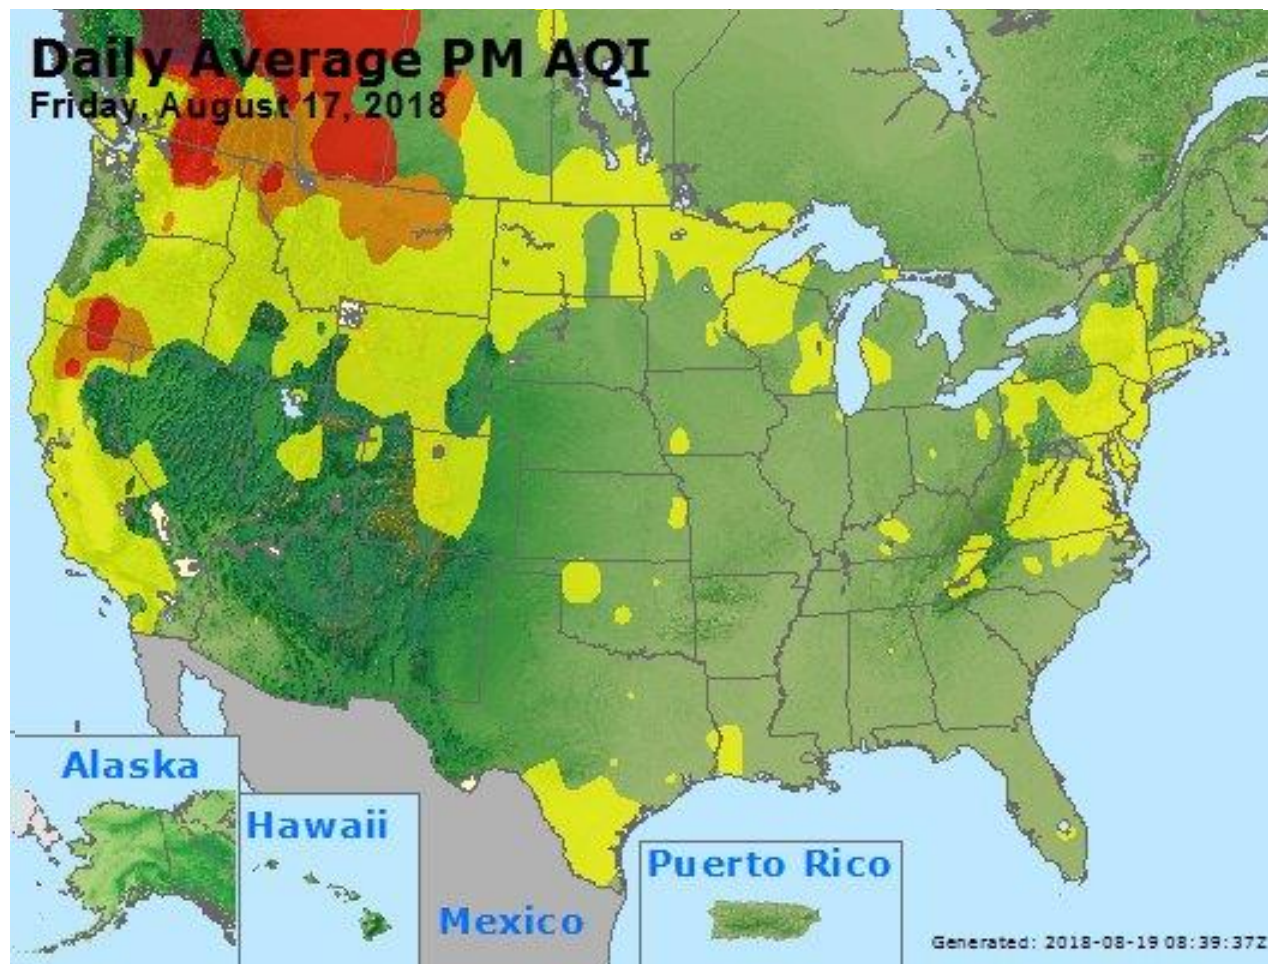 Daily Average PM AQI
Friday, August 17, 2018
Alaska
Hawaii
Mexico
Puerto Rico
Generated: 2018-08-19 08:39:37Z